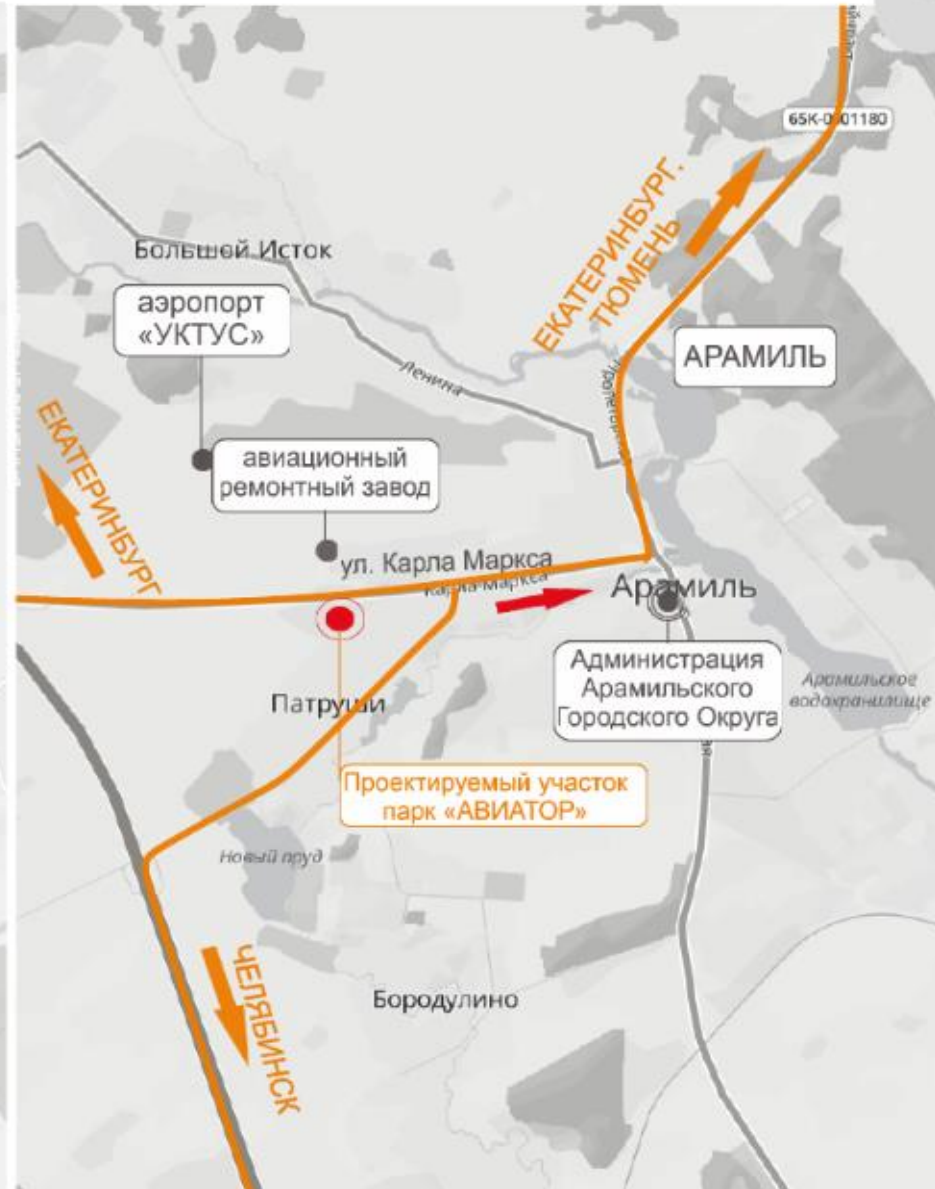 65К-0401180
ЕКАТЕРИНБУРГ.
ТЮМЕНЬ
Большой Исток
аэропорт
«УКТУС»
АРАМИЛЬ
Ленина
ЕКАТЕРИНБУРГ
авиационный
ремонтный завод
ул. Карла Маркса
Карла Маркса
Арамиль
Администрация
Арамильского
Городского Округа
Арамильское
водохранилище
Патруши
Проектируемый участок
парк «АВИАТОР»
Новый пруд
ЧЕЛЯБИНСК
Бородулино